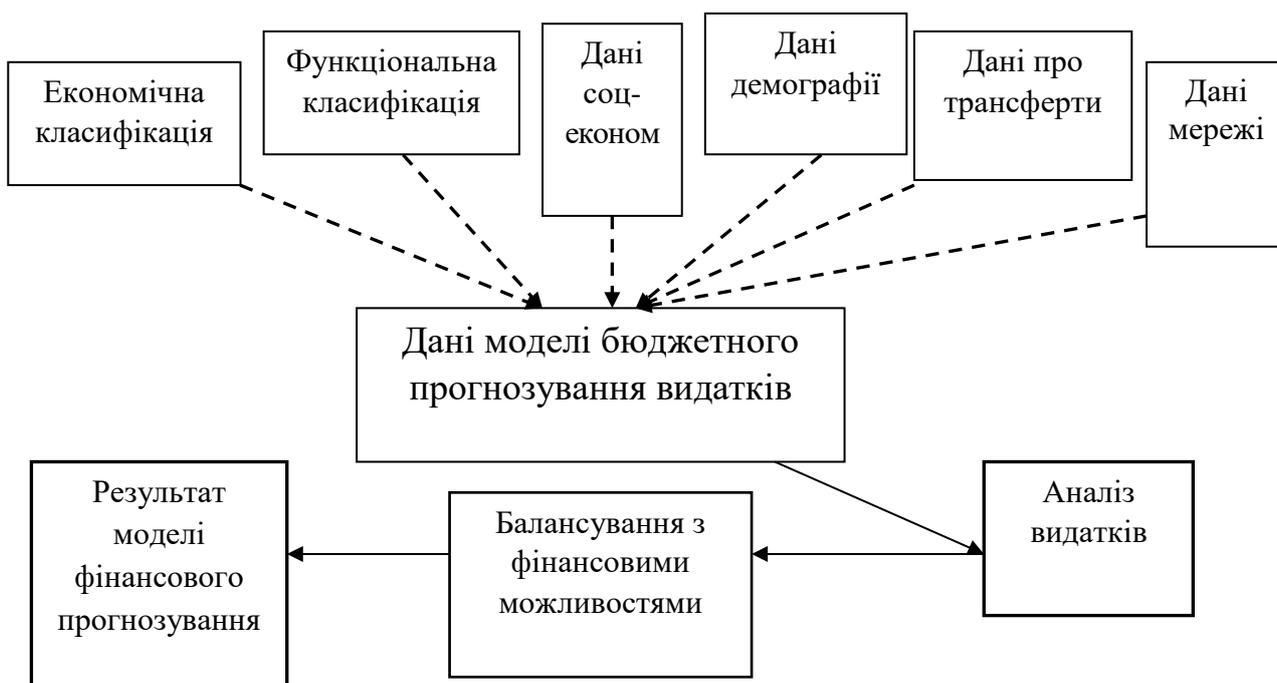 Економічна
класифікація
Функціональна
класифікація
Дані
соц-
економ
Дані
демографії
Дані про
трансферти
Дані
мережі
Дані моделі бюджетного
прогнозування видатків
Результат
моделі
фінансового
прогнозування
Балансування з
фінансовими
можливостями
Аналіз
видатків